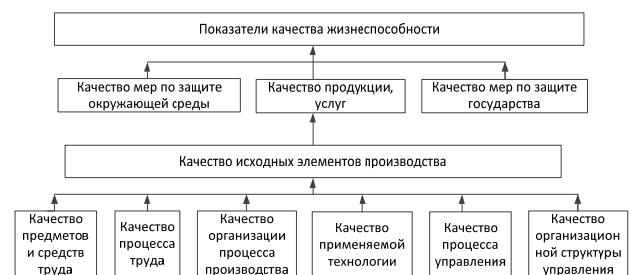 Показатели качества жизнеспособности
Качество мер по защите
окружающей среды
Качество продукции,
услуг
Качество мер по защите
государства
Качество исходных элементов производства
Качество
предметов
и средств
труда
Качество
процесса
труда
Качество
организации
процесса
производства
Качество
применяемой
технологии
Качество
процесса
управления
Качество
организацион
ной структуры
управления